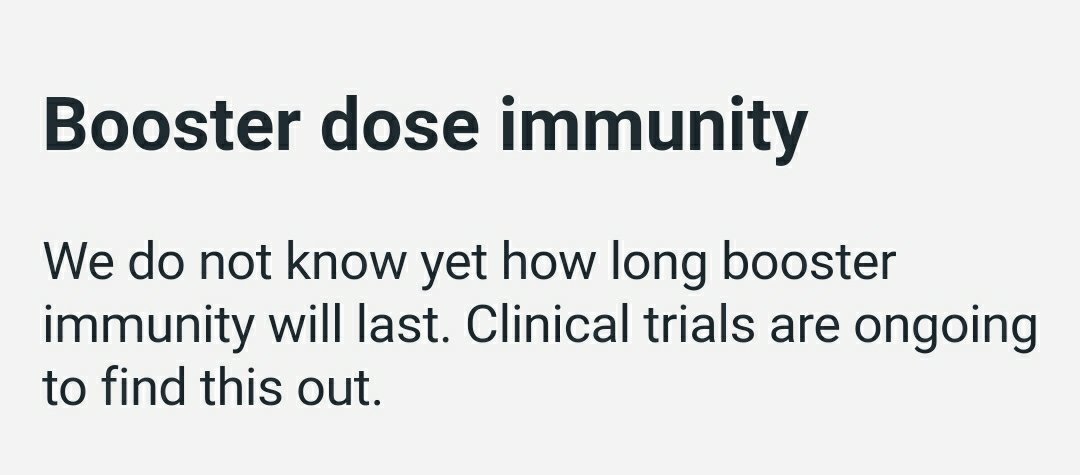 Booster dose immunity
We do not know yet how long booster
immunity will last. Clinical trials are ongoing
to find this out.